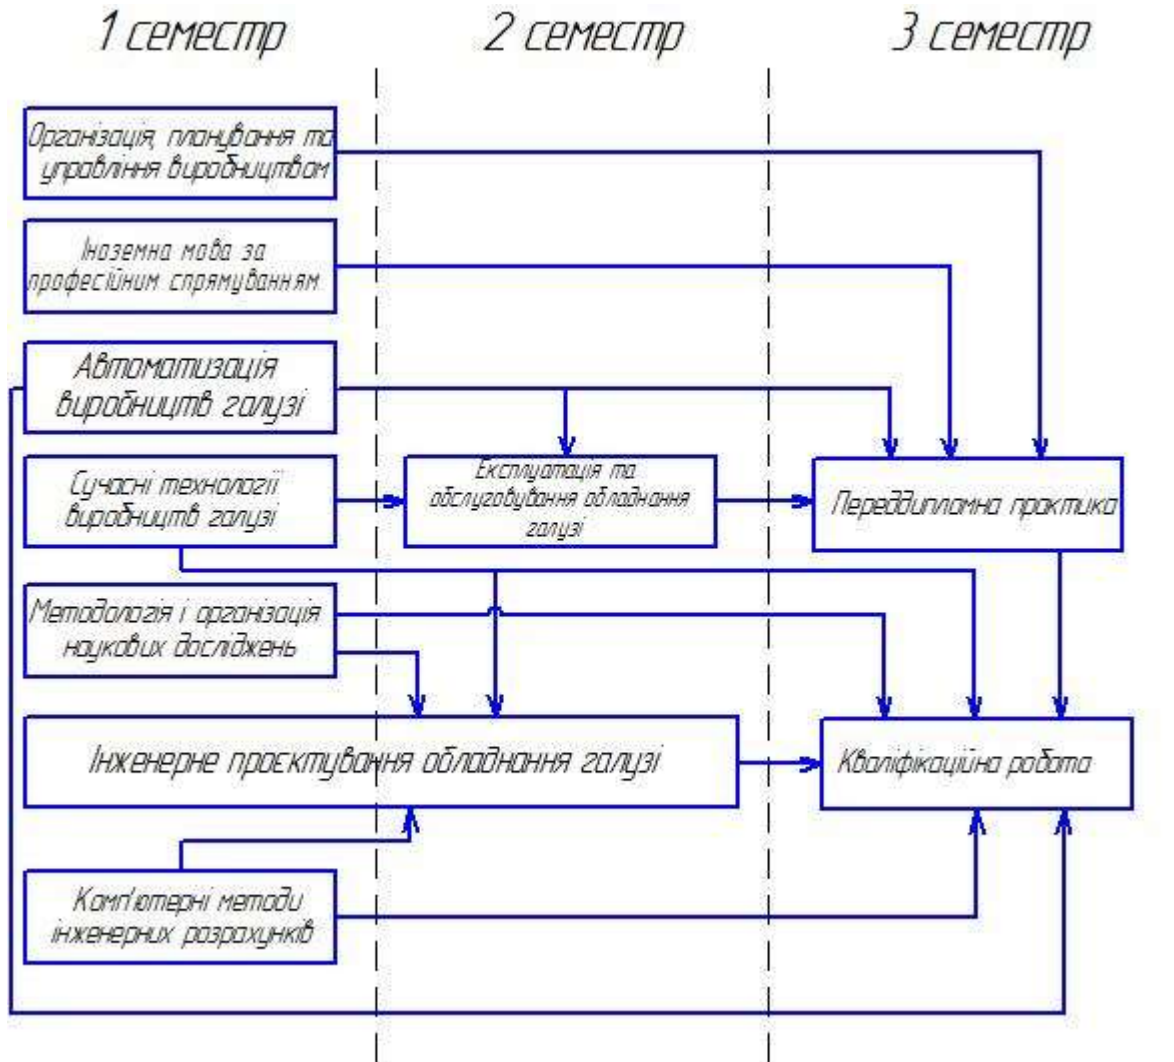 1 семестр
2 семестр
3 семестр
Організація, планування та
управління виробництвом
Іноземна мова за
професійним спрямуванням
Автоматизація
виробництв галузі
Сучасні технології
виробництв галузі
Експлуатація та
обслуговування обладнання
галузі
Переддипломна практика
Методологія і організація
наукових досліджень
Інженерне проєктування обладнання галузі
Кваліфікаційна робота
Комп'ютерні методи
інженерних розрахунків